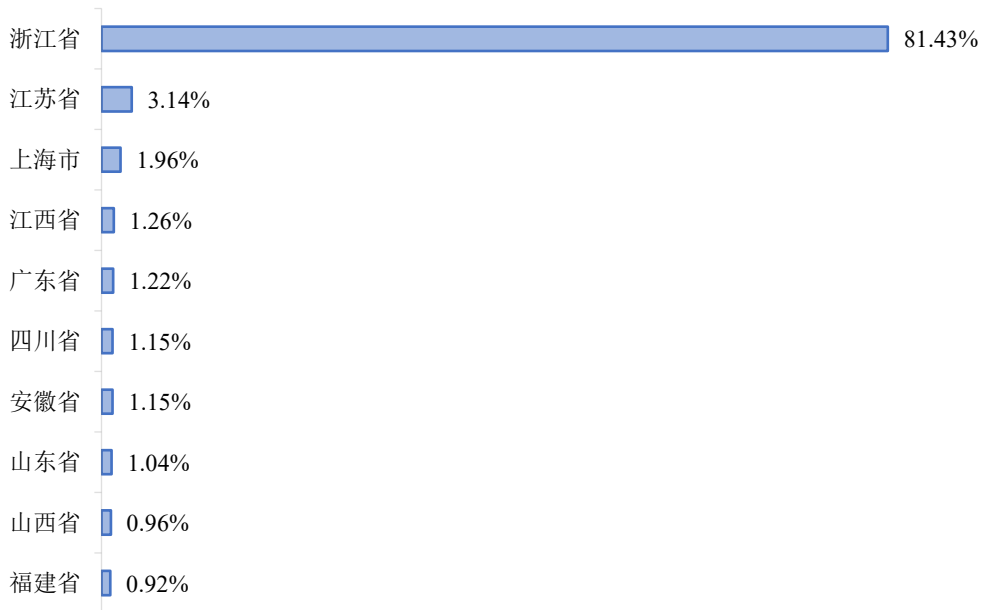 浙江省 81.43%
江苏省 3.14%
上海市 1.96%
江西省 1.26%
广东省 1.22%
四川省 1.15%
安徽省 1.15%
山东省 1.04%
山西省 0.96%
福建省 0.92%